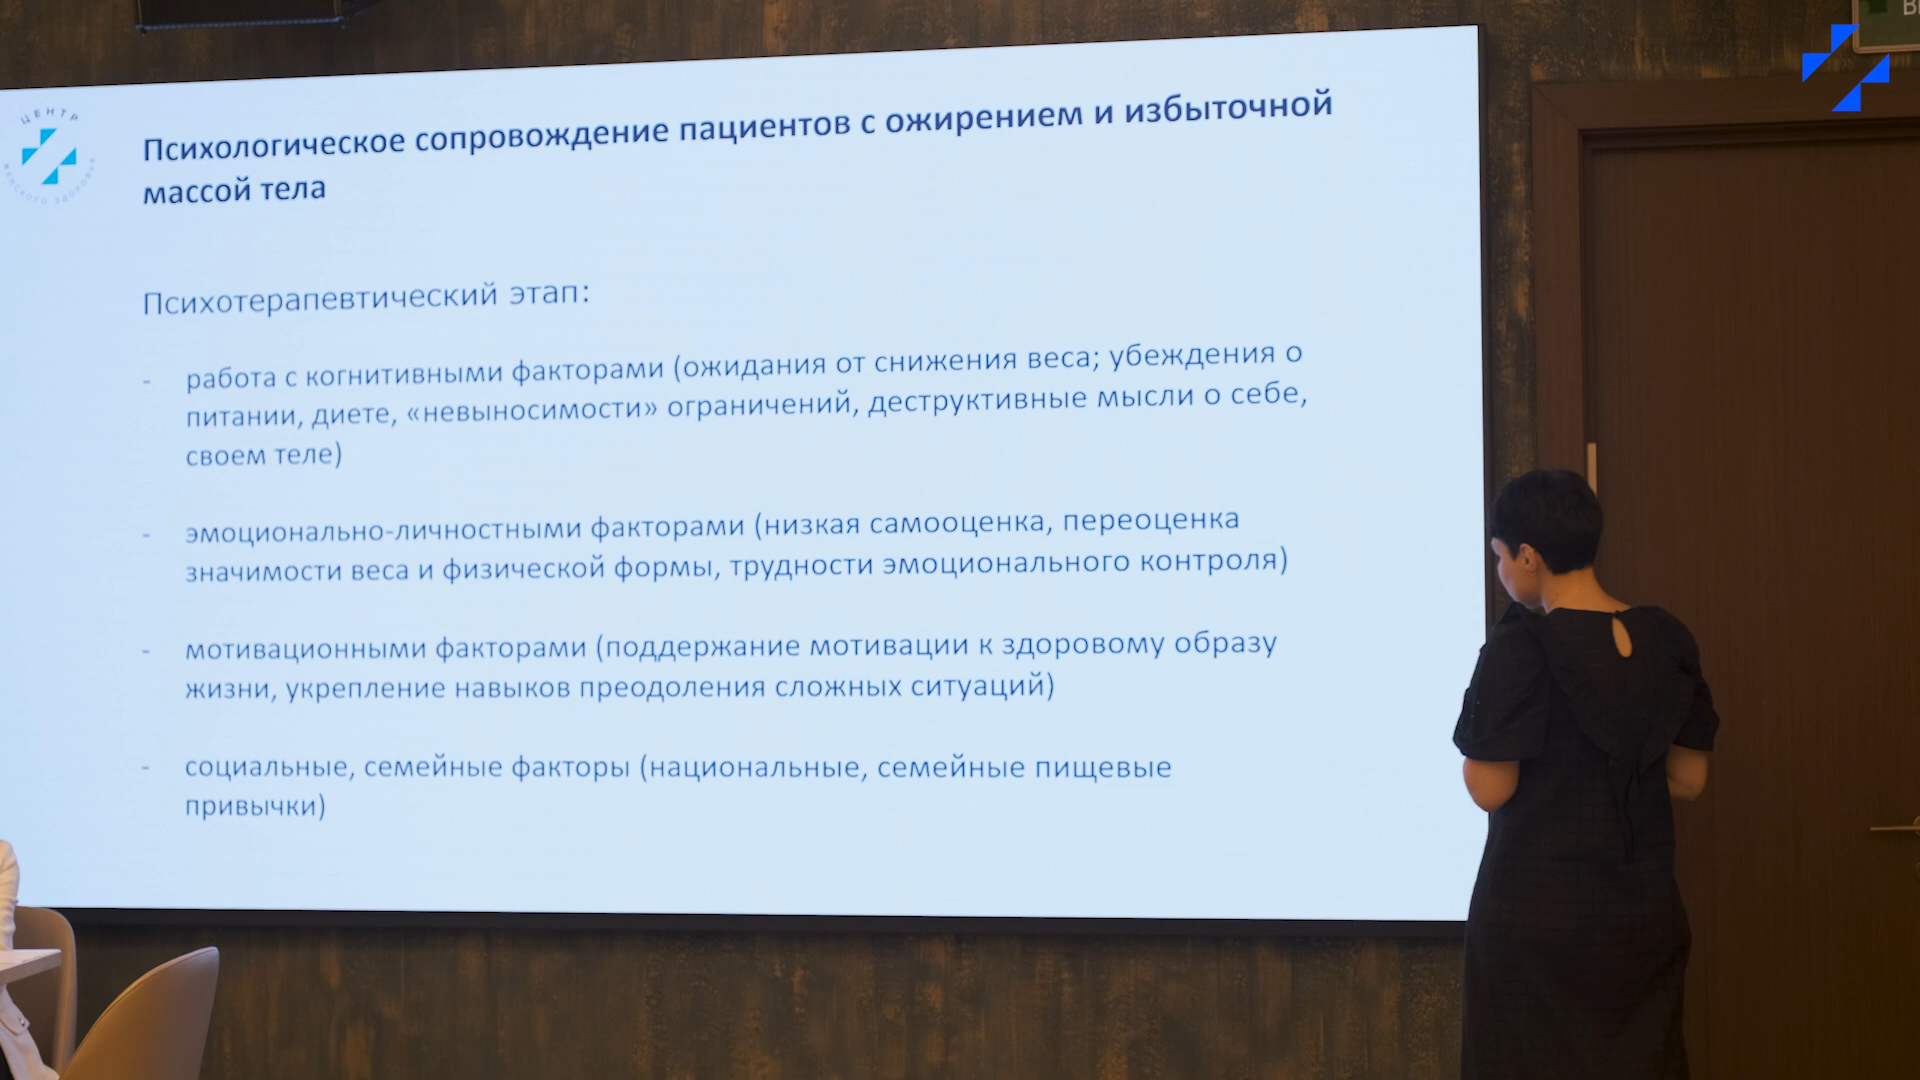 ЦЕНТР
ЖЕНСКОГО ЗДОРОВЬЯ
Психологическое сопровождение пациентов с ожирением и избыточной
массой тела
Психотерапевтический этап:
- работа с когнитивными факторами (ожидания от снижения веса; убеждения о
питании, диете, «невыносимости» ограничений, деструктивные мысли о себе,
своем теле)
- эмоционально-личностными факторами (низкая самооценка, переоценка
значимости веса и физической формы, трудности эмоционального контроля)
- мотивационными факторами (поддержание мотивации к здоровому образу
жизни, укрепление навыков преодоления сложных ситуаций)
- социальные, семейные факторы (национальные, семейные пищевые
привычки)